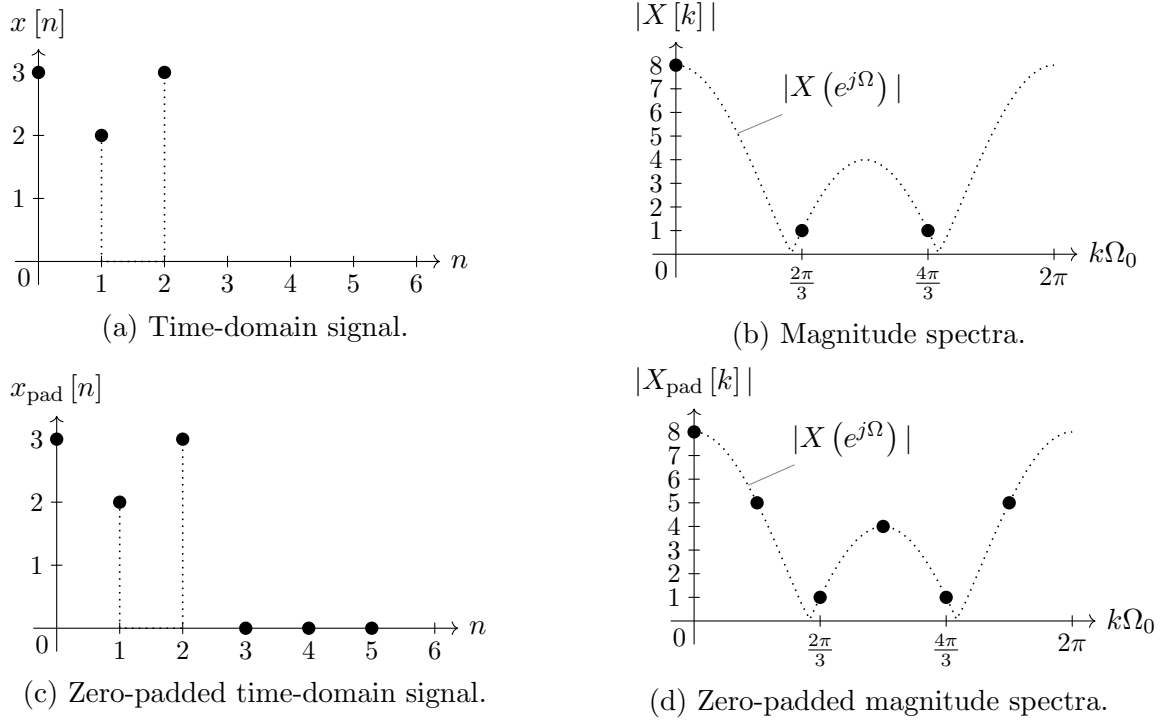 x [n]
3
2
1
0
1 2 3 4 5 6
n
(a) Time-domain signal.
|X [k] |
8
7
6
5
4
3
2
1
0
|X (e^{jΩ}) |
2π/3
4π/3
2π
kΩ₀
(b) Magnitude spectra.
x_pad [n]
3
2
1
0
1 2 3 4 5 6
n
(c) Zero-padded time-domain signal.
|X_pad [k] |
8
7
6
5
4
3
2
1
0
|X (e^{jΩ}) |
2π/3
4π/3
2π
kΩ₀
(d) Zero-padded magnitude spectra.